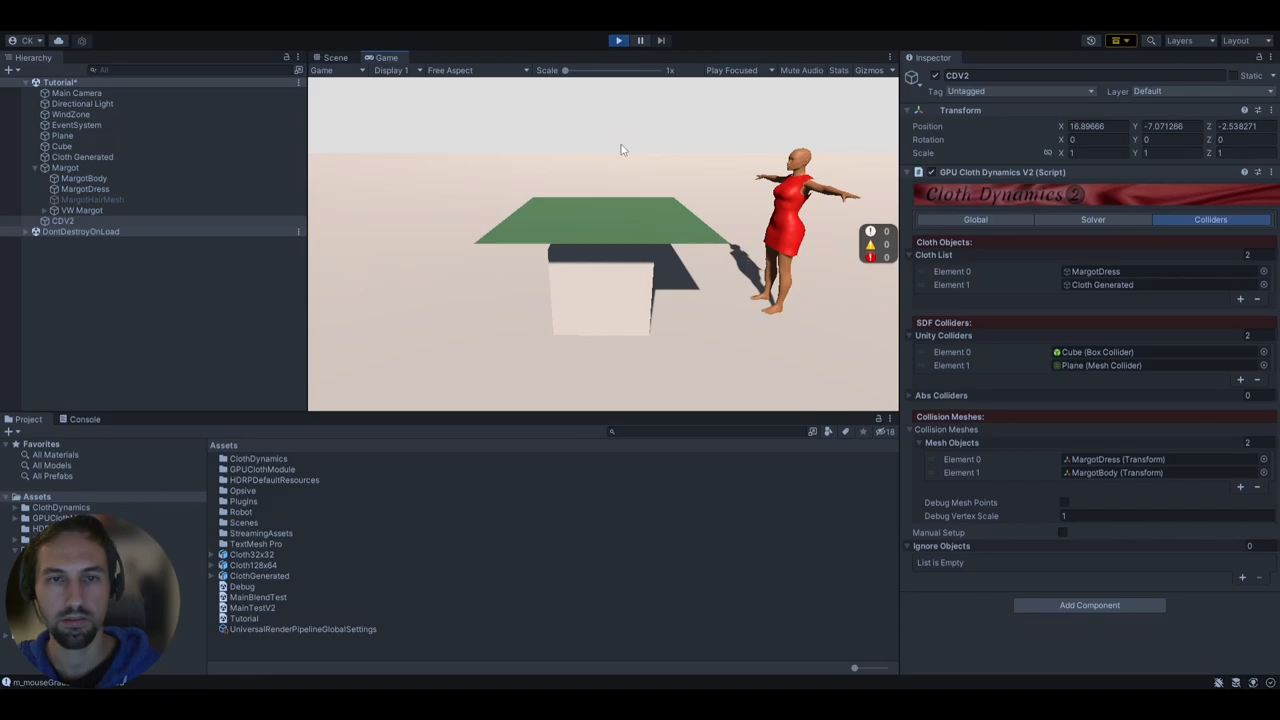 CK
Layers
Layout
Hierarchy
All
Tutorial*
Main Camera
Directional Light
WindZone
EventSystem
Plane
Cube
Cloth Generated
Margot
MargotBody
MargotDress
MargotHairMesh
VW Margot
CDV2
DontDestroyOnLoad
Scene
Game
Game
Display 1
Free Aspect
Scale
1x
Play Focused
Mute Audio
Stats
Gizmos
0
0
0
Inspector
CDV2
Static
Tag
Untagged
Layer
Default
Transform
Position
X
16.89666
Y
-7.071266
Z
-2.538271
Rotation
X
0
Y
0
Z
0
Scale
X
1
Y
1
Z
1
GPU Cloth Dynamics V2 (Script)
Cloth Dynamics 2
Global
Solver
Colliders
Cloth Objects:
Cloth List
2
Element 0
MargotDress
Element 1
Cloth Generated
SDF Colliders:
Unity Colliders
2
Element 0
Cube (Box Collider)
Element 1
Plane (Mesh Collider)
Abs Colliders
0
Collision Meshes:
Collision Meshes
Mesh Objects
2
Element 0
MargotDress (Transform)
Element 1
MargotBody (Transform)
Debug Mesh Points
Debug Vertex Scale
1
Manual Setup
Ignore Objects
0
List is Empty
Add Component
Project
Console
18
Favorites
All Materials
All Models
All Prefabs
Assets
ClothDynamics
Assets
ClothDynamics
GPUClothModule
HDRPDefaultResources
Opsive
Plugins
Robot
Scenes
StreamingAssets
TextMesh Pro
Cloth32x32
Cloth128x64
ClothGenerated
Debug
MainBlendTest
MainTestV2
Tutorial
UniversalRenderPipelineGlobalSettings